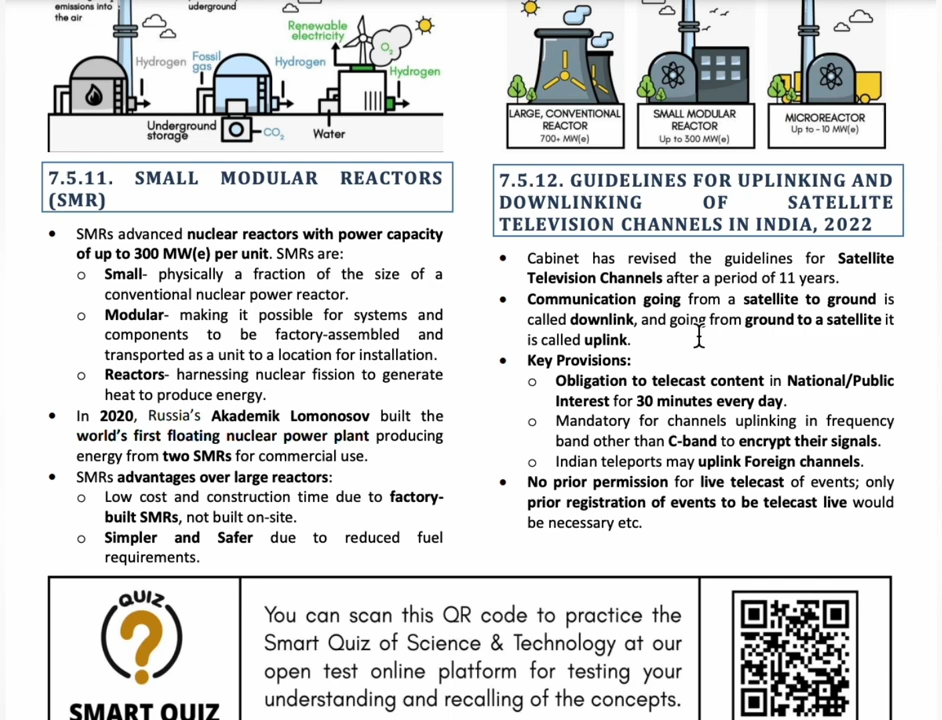 emissions into
the air
uderground
Renewable
electricity
O₂
Hydrogen
Fossil
gas
Hydrogen
Hydrogen
Underground
storage
CO₂
Water
LARGE, CONVENTIONAL
REACTOR
700+ MW(e)
SMALL MODULAR
REACTOR
Up to 300 MW(e)
MICROREACTOR
Up to ~ 10 MW(e)
7.5.11. SMALL MODULAR REACTORS
(SMR)
• SMRs advanced nuclear reactors with power capacity
of up to 300 MW(e) per unit. SMRs are:
o Small- physically a fraction of the size of a
conventional nuclear power reactor.
o Modular- making it possible for systems and
components to be factory-assembled and
transported as a unit to a location for installation.
o Reactors- harnessing nuclear fission to generate
heat to produce energy.
• In 2020, Russia's Akademik Lomonosov built the
world's first floating nuclear power plant producing
energy from two SMRs for commercial use.
• SMRs advantages over large reactors:
o Low cost and construction time due to factory-
built SMRs, not built on-site.
o Simpler and Safer due to reduced fuel
requirements.
7.5.12. GUIDELINES FOR UPLINKING AND
DOWNLINKING OF SATELLITE
TELEVISION CHANNELS IN INDIA, 2022
• Cabinet has revised the guidelines for Satellite
Television Channels after a period of 11 years.
• Communication going from a satellite to ground is
called downlink, and going from ground to a satellite it
is called uplink.
• Key Provisions:
o Obligation to telecast content in National/Public
Interest for 30 minutes every day.
o Mandatory for channels uplinking in frequency
band other than C-band to encrypt their signals.
o Indian teleports may uplink Foreign channels.
• No prior permission for live telecast of events; only
prior registration of events to be telecast live would
be necessary etc.
QUIZ
SMART QUIZ
You can scan this QR code to practice the
Smart Quiz of Science & Technology at our
open test online platform for testing your
understanding and recalling of the concepts.